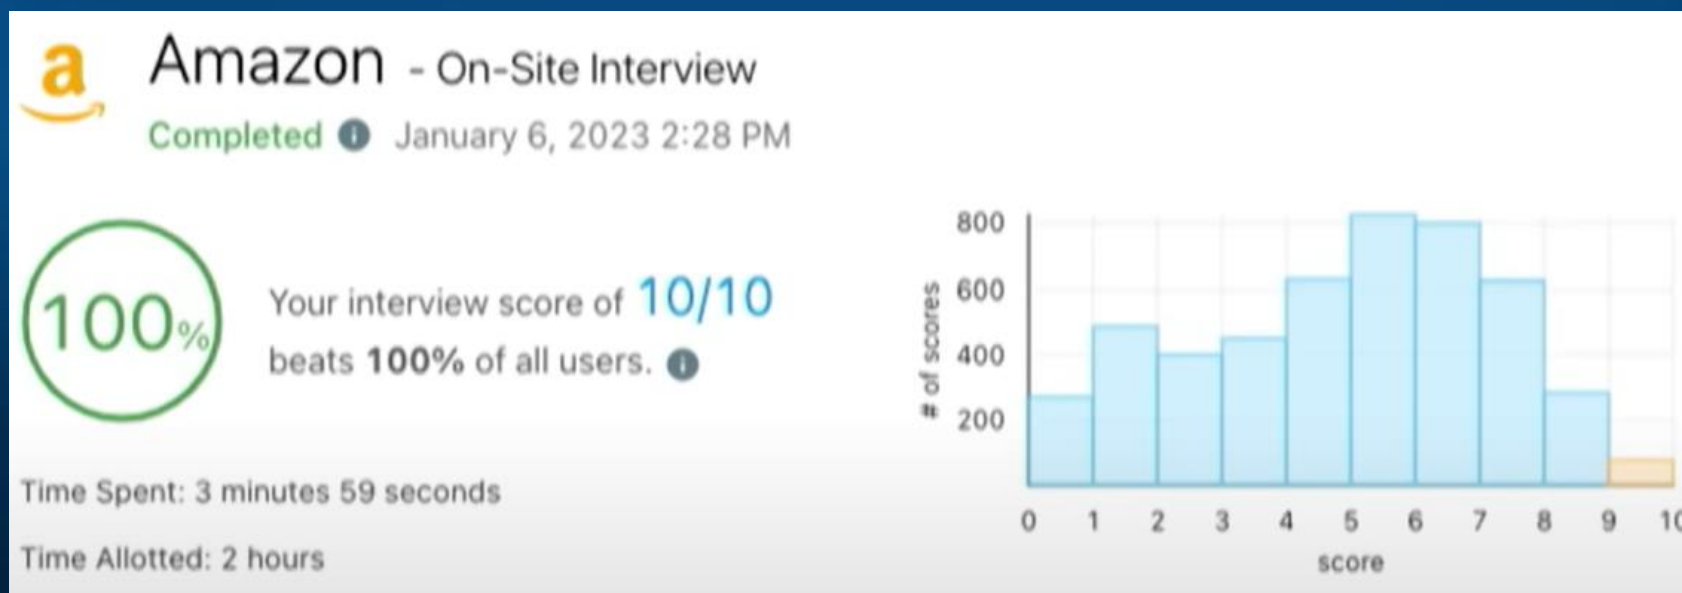 a
Amazon - On-Site Interview
Completed i January 6, 2023 2:28 PM
100%
Your interview score of 10/10
beats 100% of all users. i
Time Spent: 3 minutes 59 seconds
Time Allotted: 2 hours
# of scores
800
600
400
200
0 1 2 3 4 5 6 7 8 9 10
score